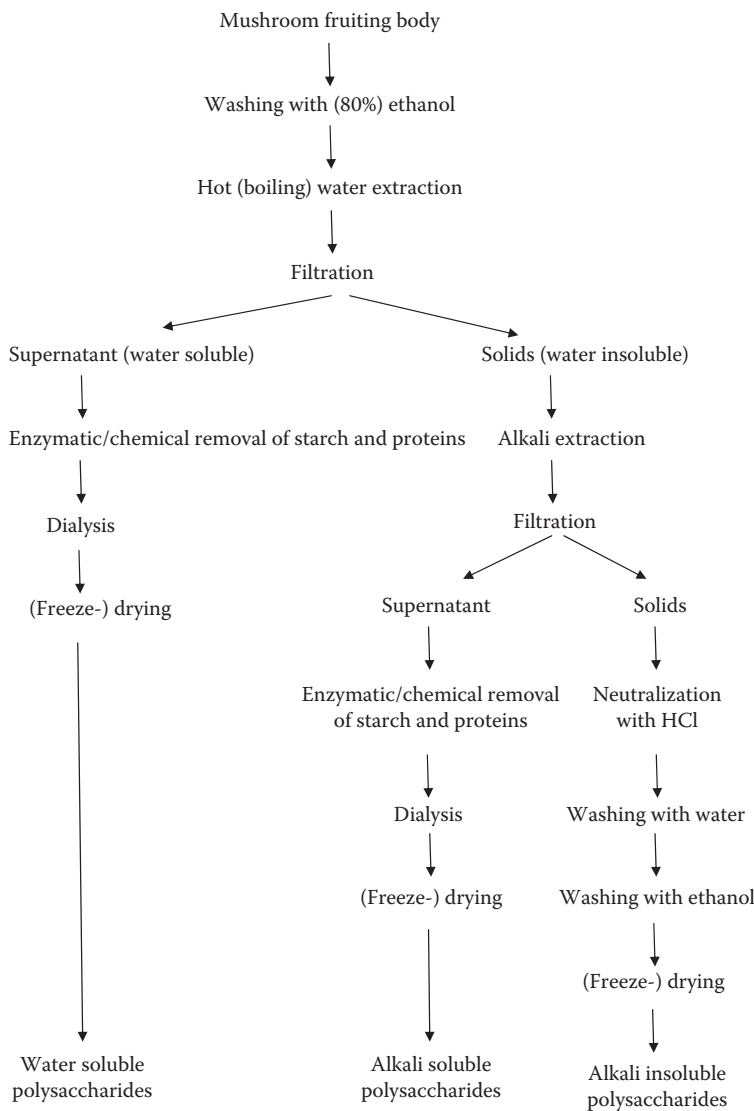 Mushroom fruiting body
Washing with (80%) ethanol
Hot (boiling) water extraction
Filtration
Supernatant (water soluble)
Solids (water insoluble)
Enzymatic/chemical removal of starch and proteins
Alkali extraction
Dialysis
Filtration
(Freeze-) drying
Supernatant
Solids
Enzymatic/chemical removal
of starch and proteins
Neutralization
with HCl
Dialysis
Washing with water
(Freeze-) drying
Washing with ethanol
(Freeze-) drying
Water soluble
polysaccharides
Alkali soluble
polysaccharides
Alkali insoluble
polysaccharides